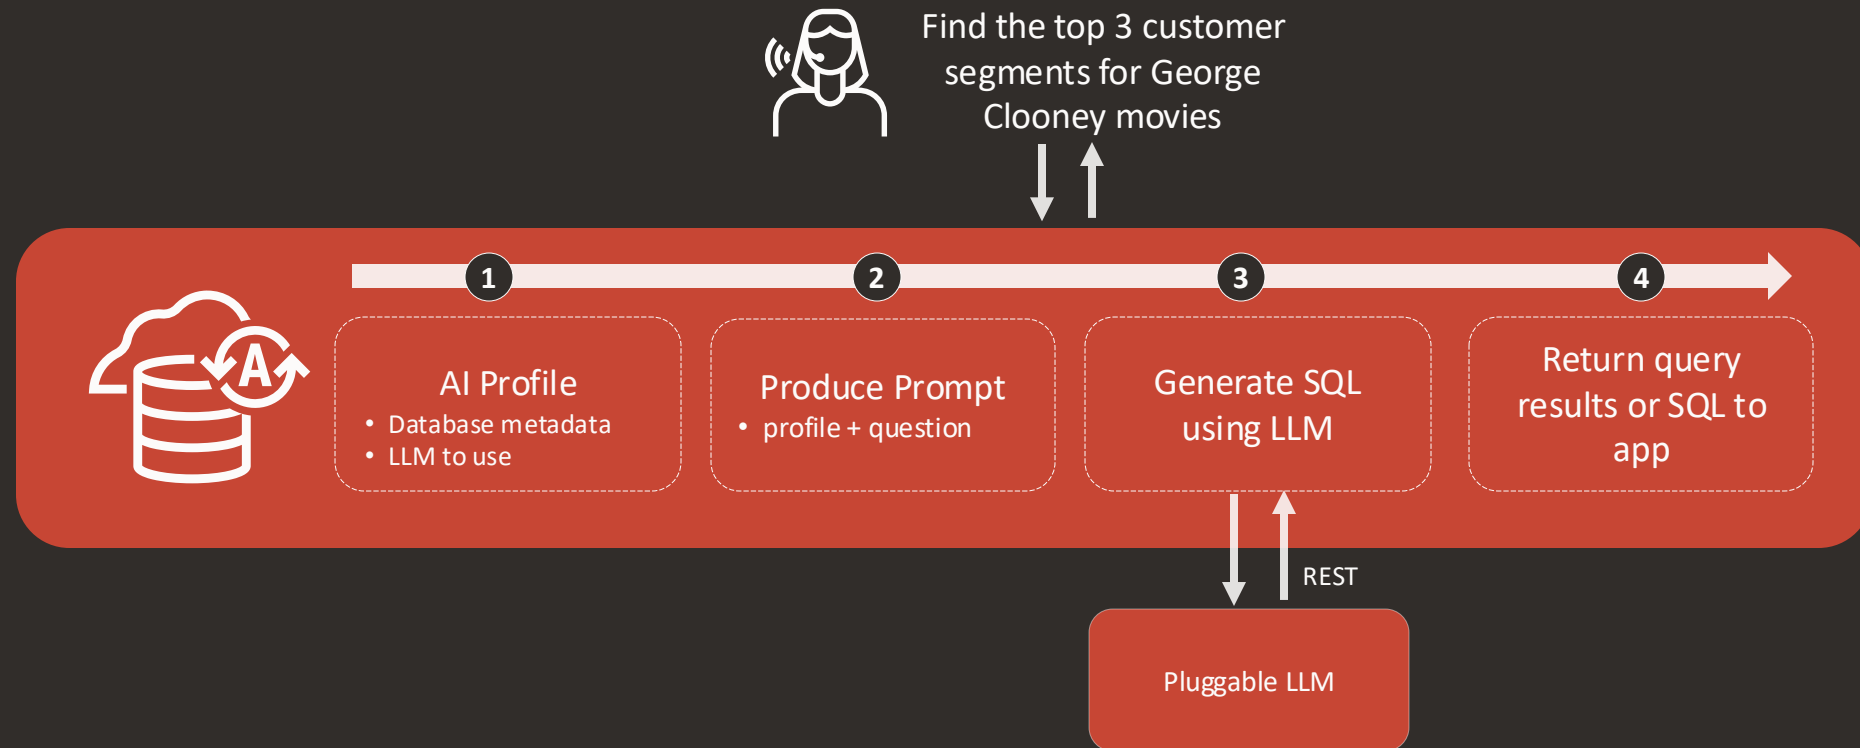 Find the top 3 customer
segments for George
Clooney movies
1
2
3
4
A
AI Profile
• Database metadata
• LLM to use
Produce Prompt
• profile + question
Generate SQL
using LLM
Return query
results or SQL to
app
REST
Pluggable LLM